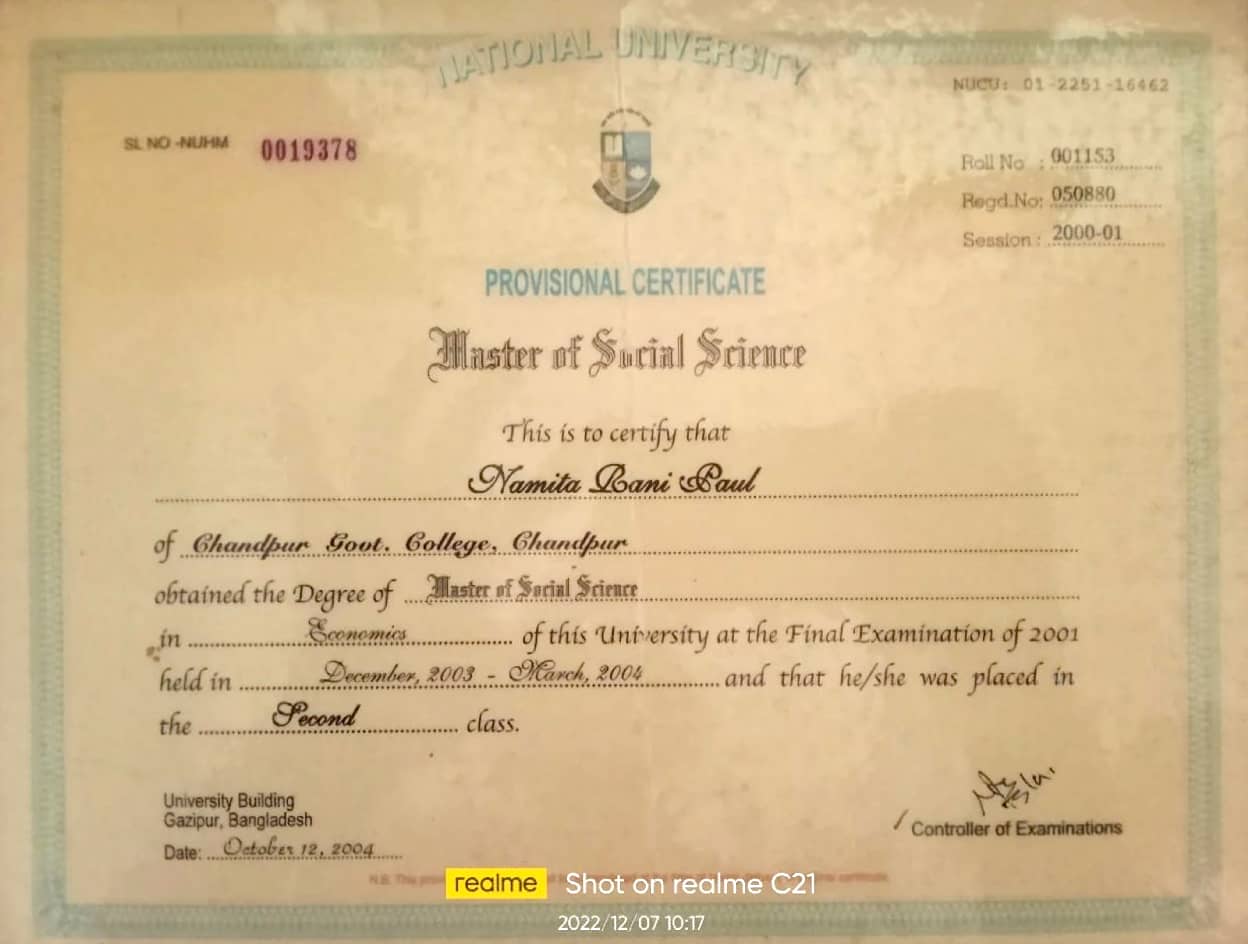 NATIONAL UNIVERSITY
NUCU: 01-2251-16462
SL NO -NUHM 0019378
Roll No : 001153
Regd.No: 050880
Session : 2000-01
PROVISIONAL CERTIFICATE
Master of Social Science
This is to certify that
Namita Rani Paul
of Chandpur Govt. College, Chandpur
obtained the Degree of Master of Social Science
in Economics of this University at the Final Examination of 2001
held in December, 2003 - March, 2004 and that he/she was placed in
the Second class.
University Building
Gazipur, Bangladesh
Date: October 12, 2004
Controller of Examinations
N.B. This certificate.
realme Shot on realme C21
2022/12/07 10:17